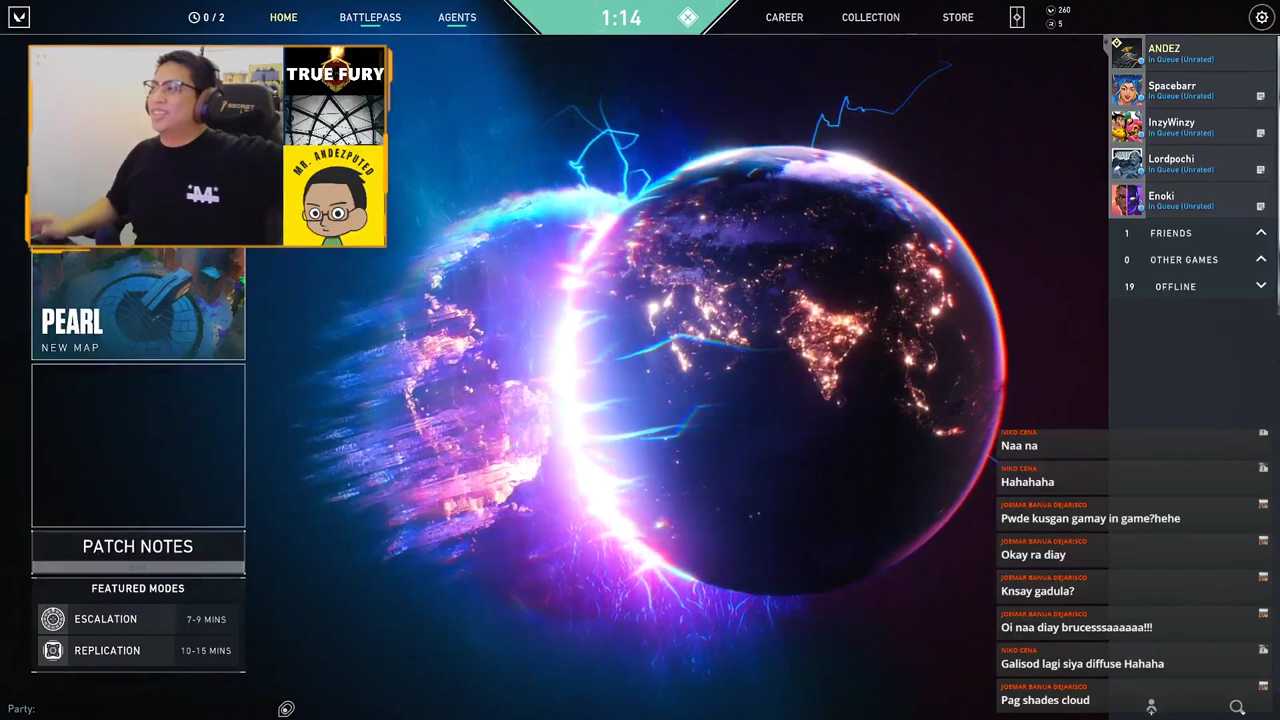 0 / 2
HOME
BATTLEPASS
AGENTS
1:14
CAREER
COLLECTION
STORE
260
5
TRUE FURY
SECRET
M
MR. ANDEZPUTED
PEARL
NEW MAP
PATCH NOTES
FEATURED MODES
ESCALATION 7-9 MINS
REPLICATION 10-15 MINS
Party:
ANDEZ
In Queue (Unrated)
Spacebarr
In Queue (Unrated)
InzyWinzy
In Queue (Unrated)
Lordpochi
In Queue (Unrated)
Enoki
In Queue (Unrated)
1 FRIENDS
0 OTHER GAMES
19 OFFLINE
NIKO CENA
Naa na
NIKO CENA
Hahahaha
JOEMAR BANUA DEJARISCO
Pwde kusgan gamay in game?hehe
JOEMAR BANUA DEJARISCO
Okay ra diay
JOEMAR BANUA DEJARISCO
Knsay gadula?
JOEMAR BANUA DEJARISCO
Oi naa diay brucesssaaaaaa!!!
NIKO CENA
Galisod lagi siya diffuse Hahaha
JOEMAR BANUA DEJARISCO
Pag shades cloud